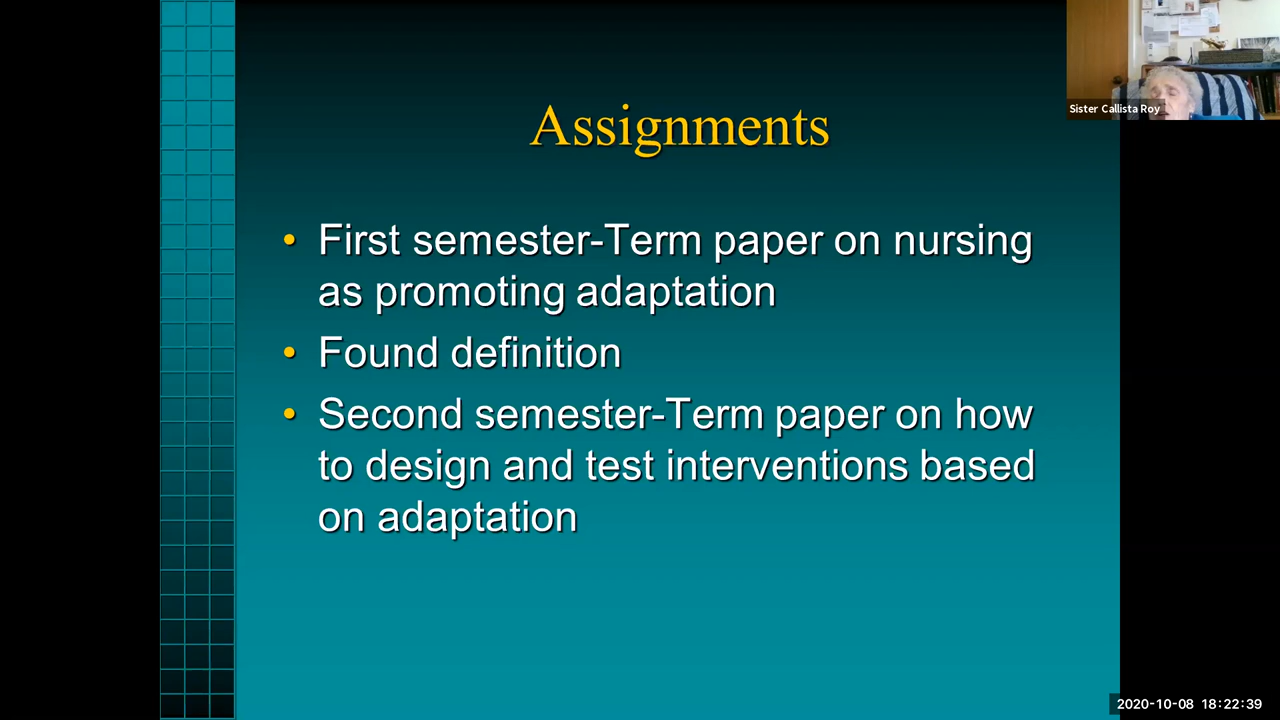 Sister Callista Roy
Assignments
• First semester-Term paper on nursing
as promoting adaptation
• Found definition
• Second semester-Term paper on how
to design and test interventions based
on adaptation
2020-10-08 18:22:39